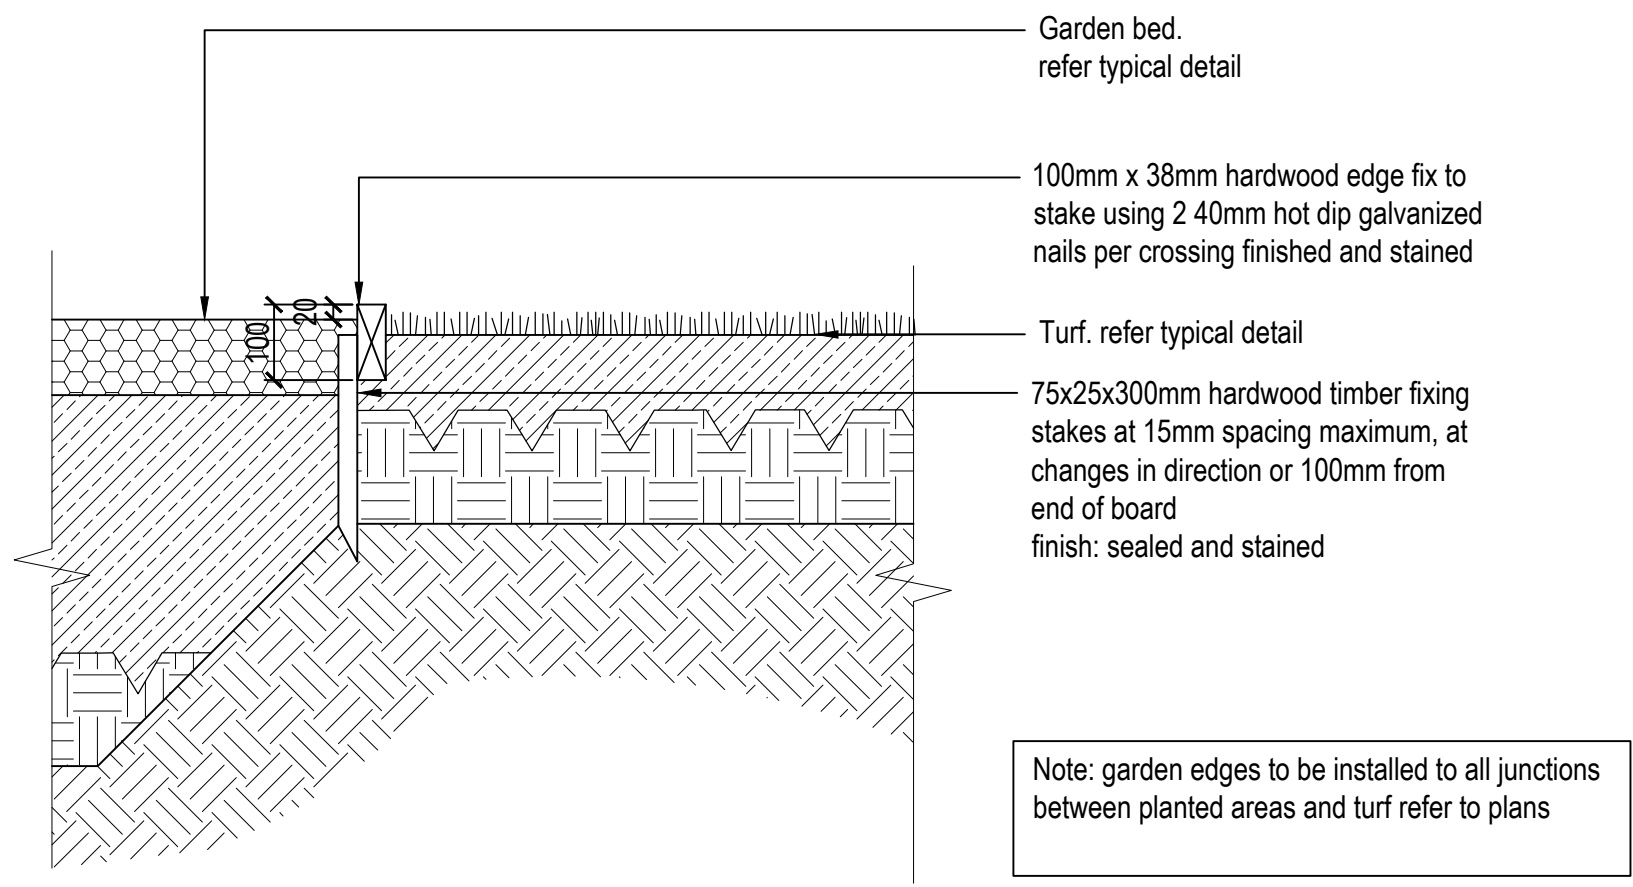 Garden bed.
refer typical detail
100mm x 38mm hardwood edge fix to
stake using 2 40mm hot dip galvanized
nails per crossing finished and stained
20
100
Turf. refer typical detail
75x25x300mm hardwood timber fixing
stakes at 15mm spacing maximum, at
changes in direction or 100mm from
end of board
finish: sealed and stained
Note: garden edges to be installed to all junctions
between planted areas and turf refer to plans